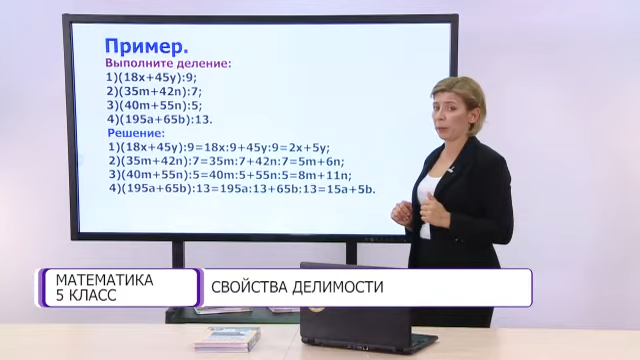 Пример.
Выполните деление:
1)(18x+45y):9;
2)(35m+42n):7;
3)(40m+55n):5;
4)(195a+65b):13.
Решение:
1)(18x+45y):9=18x:9+45y:9=2x+5y;
2)(35m+42n):7=35m:7+42n:7=5m+6n;
3)(40m+55n):5=40m:5+55n:5=8m+11n;
4)(195a+65b):13=195a:13+65b:13=15a+5b.
МАТЕМАТИКА
5 КЛАСС
СВОЙСТВА ДЕЛИМОСТИ